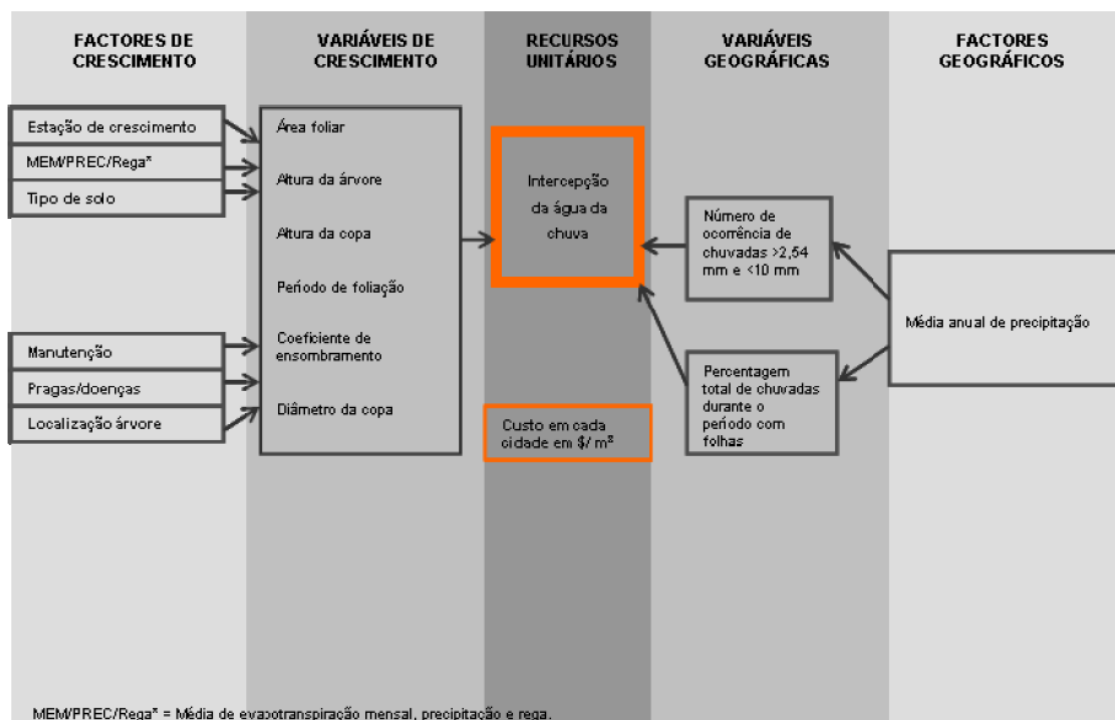 FACTORES DE
CRESCIMENTO
VARIÁVEIS DE
CRESCIMENTO
RECURSOS
UNITÁRIOS
VARIÁVEIS
GEOGRÁFICAS
FACTORES
GEOGRÁFICOS
Estação de crescimento
MEM/PREC/Rega*
Tipo de solo
Manutenção
Pragas/doenças
Localização árvore
Área foliar
Altura da árvore
Altura da copa
Período de foliação
Coeficiente de
ensombramento
Diâmetro da copa
Intercepção
da água da
chuva
Custo em cada
cidade em $/ m³
Número de
ocorrência de
chuvadas >2,54
mm e <10 mm
Percentagem
total de chuvadas
durante o
período com
folhas
Média anual de precipitação
MEM/PREC/Rega* = Média de evapotranspiração mensal, precipitação e rega.